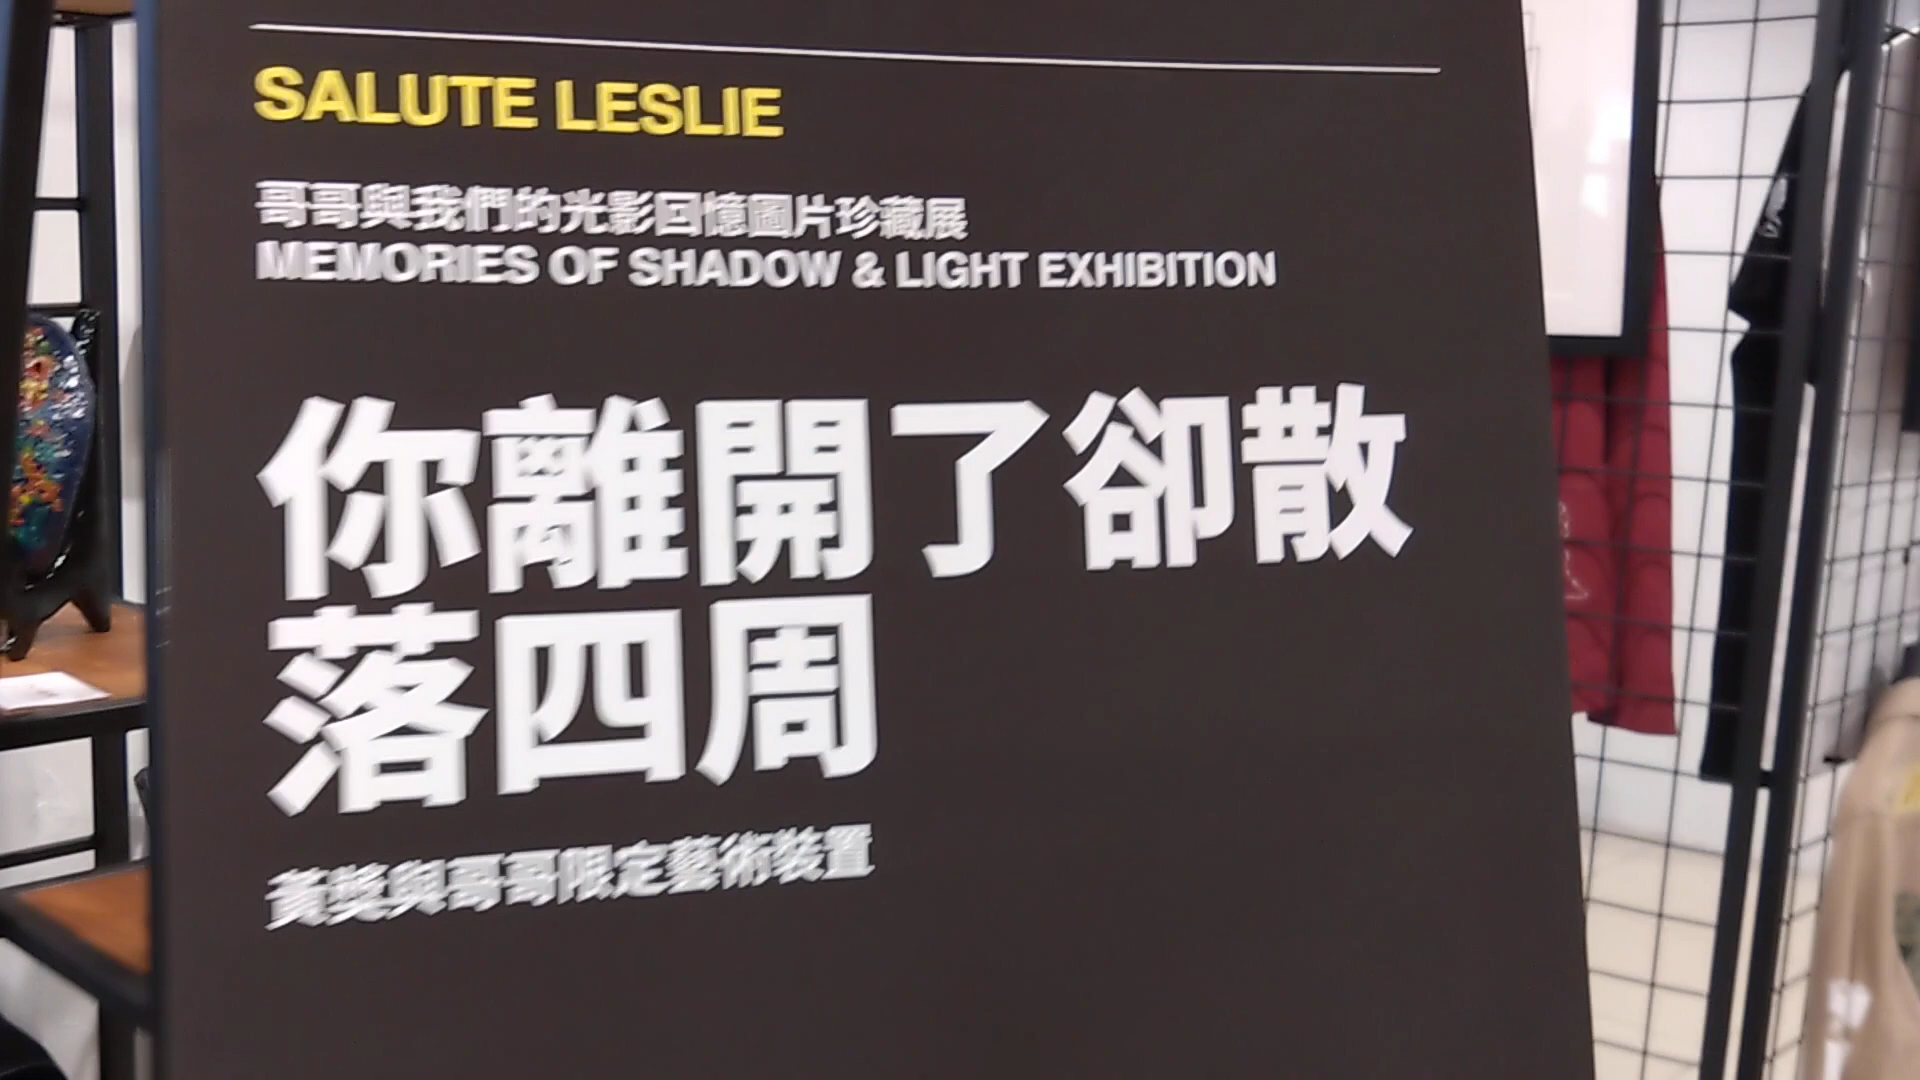 SALUTE LESLIE
哥哥與我們的光影回憶圖片珍藏展
MEMORIES OF SHADOW & LIGHT EXHIBITION
你離開了卻散
落四周
黃獎與哥哥限定藝術裝置